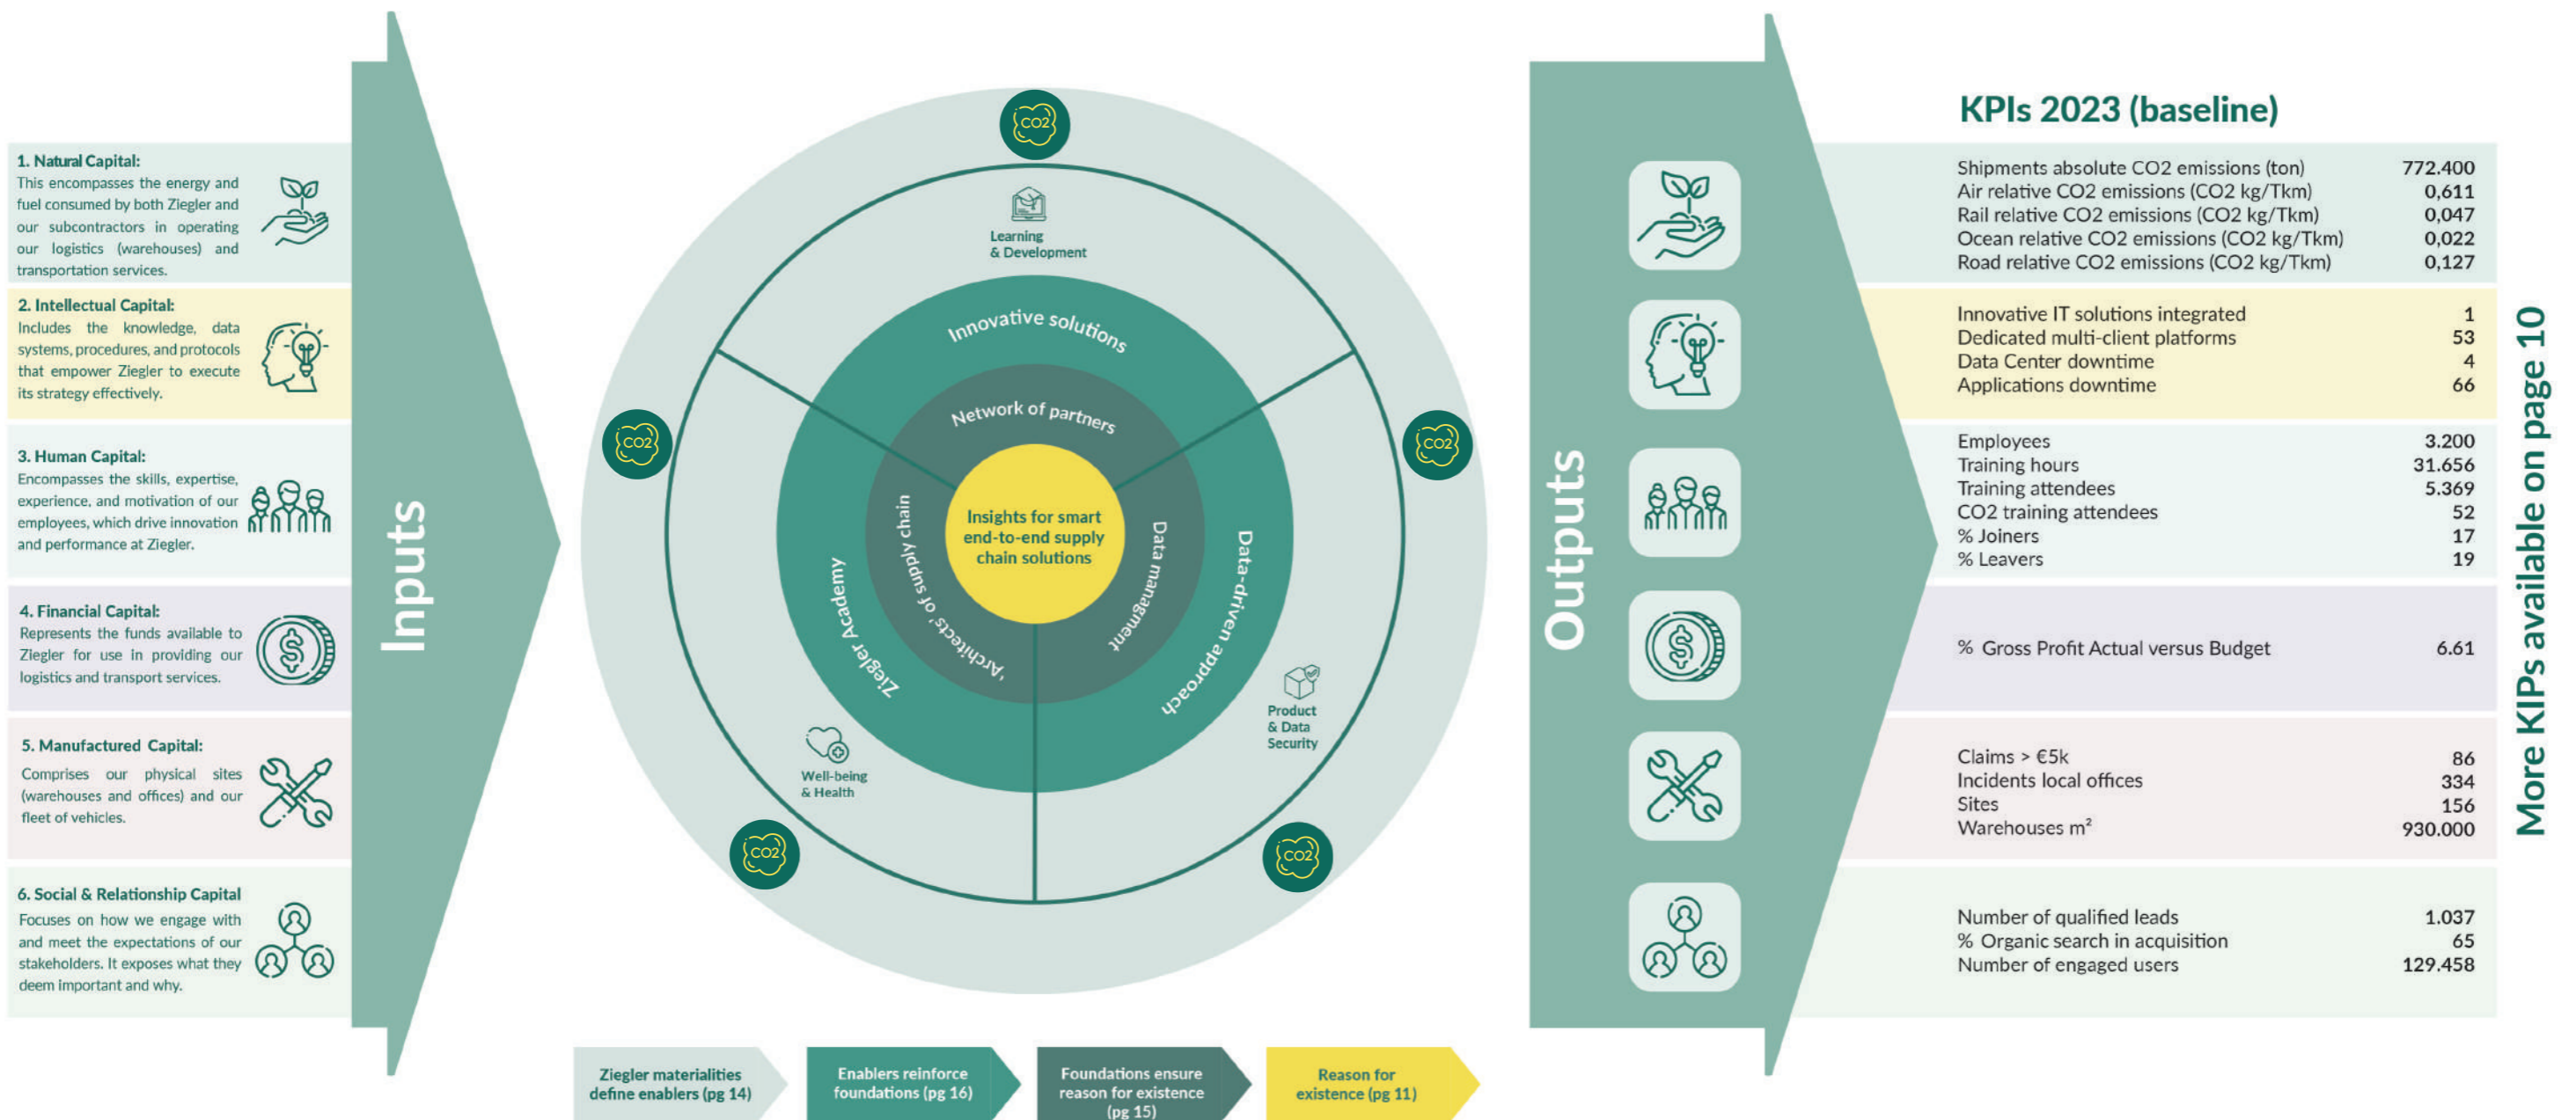 1. Natural Capital:
This encompasses the energy and
fuel consumed by both Ziegler and
our subcontractors in operating
our logistics (warehouses) and
transportation services.
2. Intellectual Capital:
Includes the knowledge, data
systems, procedures, and protocols
that empower Ziegler to execute
its strategy effectively.
3. Human Capital:
Encompasses the skills, expertise,
experience, and motivation of our
employees, which drive innovation
and performance at Ziegler.
4. Financial Capital:
Represents the funds available to
Ziegler for use in providing our
logistics and transport services.
5. Manufactured Capital:
Comprises our physical sites
(warehouses and offices) and our
fleet of vehicles.
6. Social & Relationship Capital
Focuses on how we engage with
and meet the expectations of our
stakeholders. It exposes what they
deem important and why.
Inputs
CO2
CO2
CO2
CO2
CO2
Learning
& Development
Innovative solutions
Network of partners
Insights for smart
end-to-end supply
chain solutions
'Architects' of supply chain
Data management
Ziegler Academy
Data-driven approach
Well-being
& Health
Product
& Data
Security
Ziegler materialities
define enablers (pg 14)
Enablers reinforce
foundations (pg 16)
Foundations ensure
reason for existence
(pg 15)
Reason for
existence (pg 11)
Outputs
KPIs 2023 (baseline)
Shipments absolute CO2 emissions (ton) 772.400
Air relative CO2 emissions (CO2 kg/Tkm) 0,611
Rail relative CO2 emissions (CO2 kg/Tkm) 0,047
Ocean relative CO2 emissions (CO2 kg/Tkm) 0,022
Road relative CO2 emissions (CO2 kg/Tkm) 0,127
Innovative IT solutions integrated 1
Dedicated multi-client platforms 53
Data Center downtime 4
Applications downtime 66
Employees 3.200
Training hours 31.656
Training attendees 5.369
CO2 training attendees 52
% Joiners 17
% Leavers 19
% Gross Profit Actual versus Budget 6.61
Claims > €5k 86
Incidents local offices 334
Sites 156
Warehouses m² 930.000
Number of qualified leads 1.037
% Organic search in acquisition 65
Number of engaged users 129.458
More KIPs available on page 10